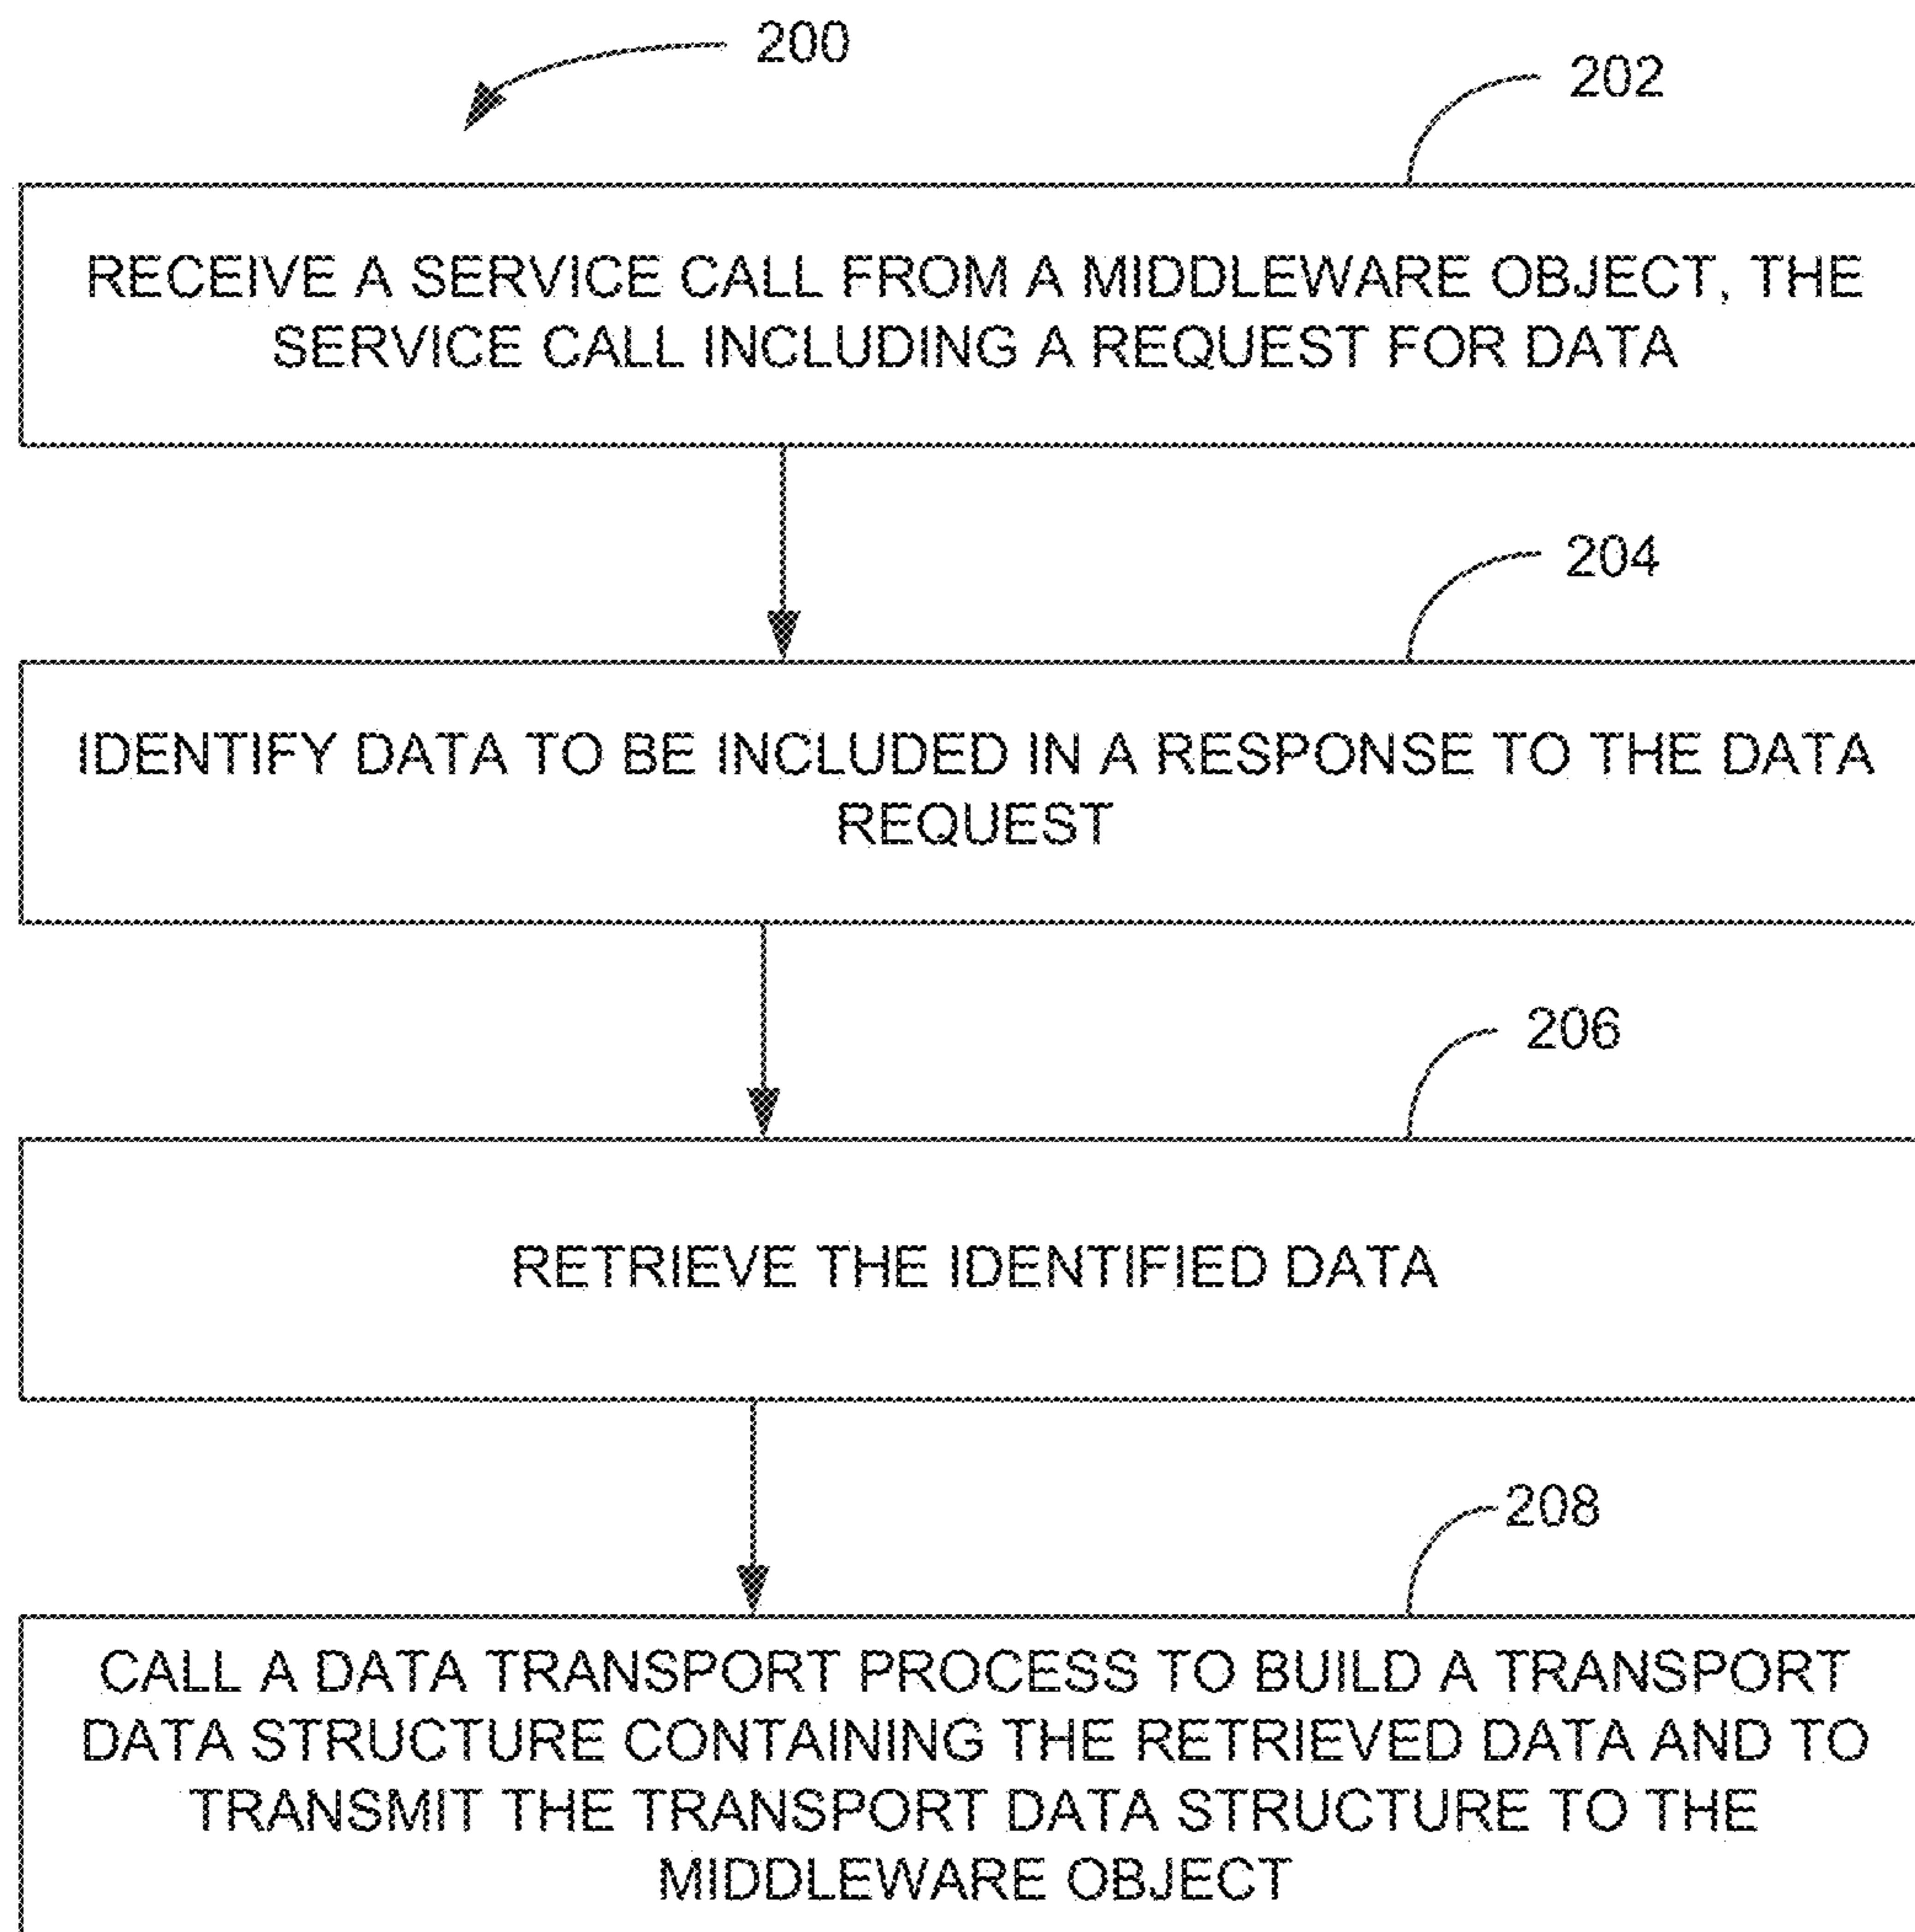 200
202
RECEIVE A SERVICE CALL FROM A MIDDLEWARE OBJECT, THE
SERVICE CALL INCLUDING A REQUEST FOR DATA
204
IDENTIFY DATA TO BE INCLUDED IN A RESPONSE TO THE DATA
REQUEST
206
RETRIEVE THE IDENTIFIED DATA
208
CALL A DATA TRANSPORT PROCESS TO BUILD A TRANSPORT
DATA STRUCTURE CONTAINING THE RETRIEVED DATA AND TO
TRANSMIT THE TRANSPORT DATA STRUCTURE TO THE
MIDDLEWARE OBJECT